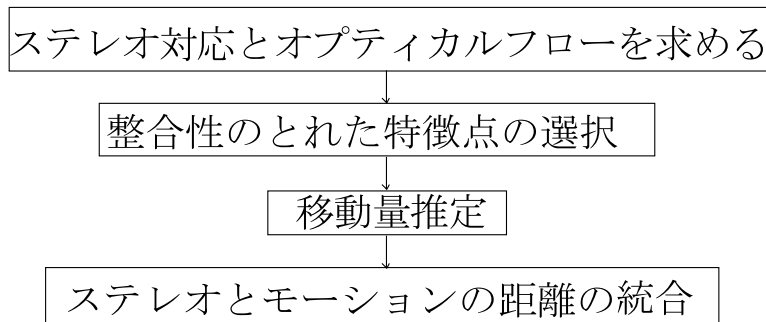 ステレオ対応とオプティカルフローを求める
整合性のとれた特徴点の選択
移動量推定
ステレオとモーションの距離の統合